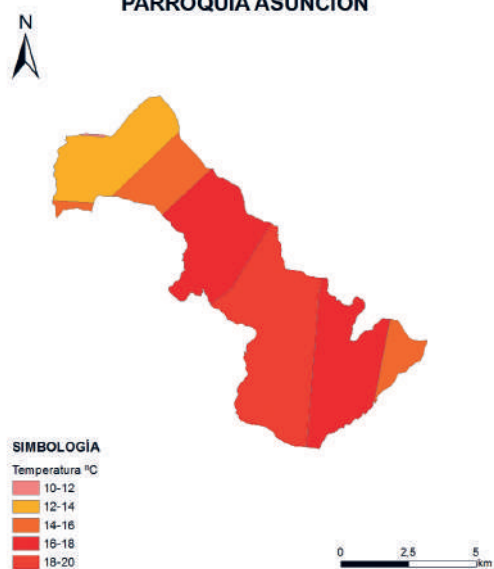 PARROQUIA ASUNCIÓN
N
SIMBOLOGÍA
Temperatura ºC
10-12
12-14
14-16
16-18
18-20
0 2,5 5
km